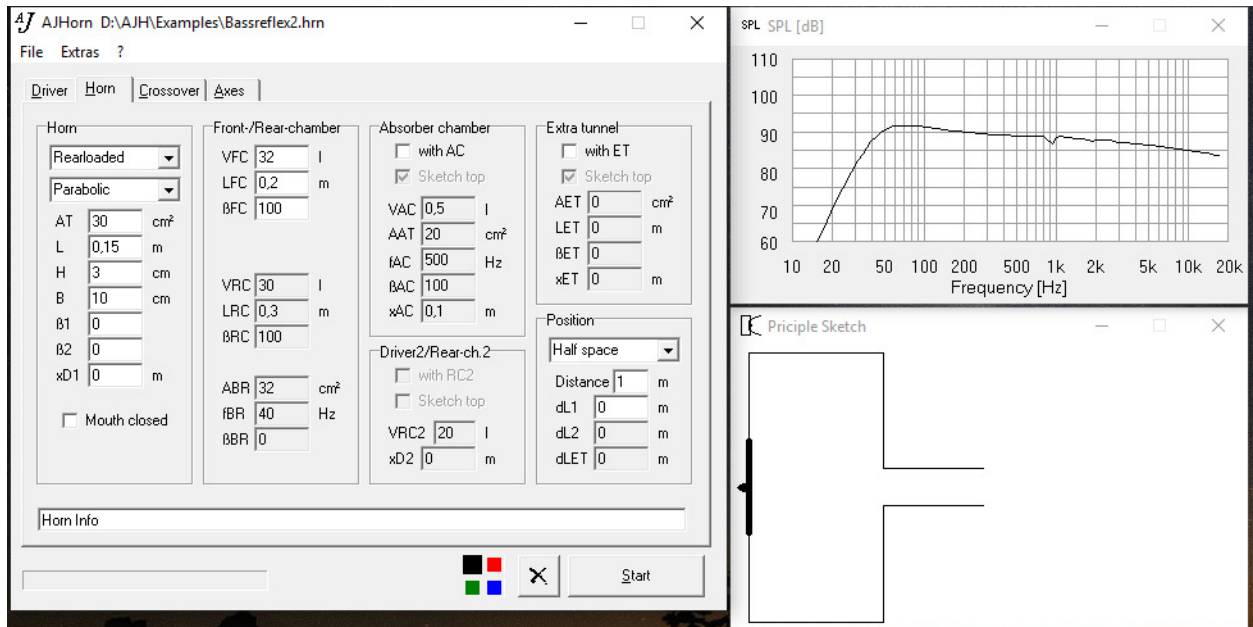 AJ AJHorn D:\AJH\Examples\Bassreflex2.hrn
File Extras ?
Driver Horn Crossover Axes
Horn
Rearloaded
Parabolic
AT 30 cm²
L 0,15 m
H 3 cm
B 10 cm
ß1 0
ß2 0
xD1 0 m
Mouth closed
Front-/Rear-chamber
VFC 32 l
LFC 0,2 m
ßFC 100
VRC 30 l
LRC 0,3 m
ßRC 100
ABR 32 cm²
fBR 40 Hz
ßBR 0
Absorber chamber
with AC
Sketch top
VAC 0,5 l
AAT 20 cm²
fAC 500 Hz
ßAC 100
xAC 0,1 m
Driver2/Rear-ch.2
with RC2
Sketch top
VRC2 20 l
xD2 0 m
Extra tunnel
with ET
Sketch top
AET 0 cm²
LET 0 m
ßET 0
xET 0 m
Position
Half space
Distance 1 m
dL1 0 m
dL2 0 m
dLET 0 m
Horn Info
Start
SPL SPL [dB]
110
100
90
80
70
60
10 20 50 100 200 500 1k 2k 5k 10k 20k
Frequency [Hz]
Priciple Sketch